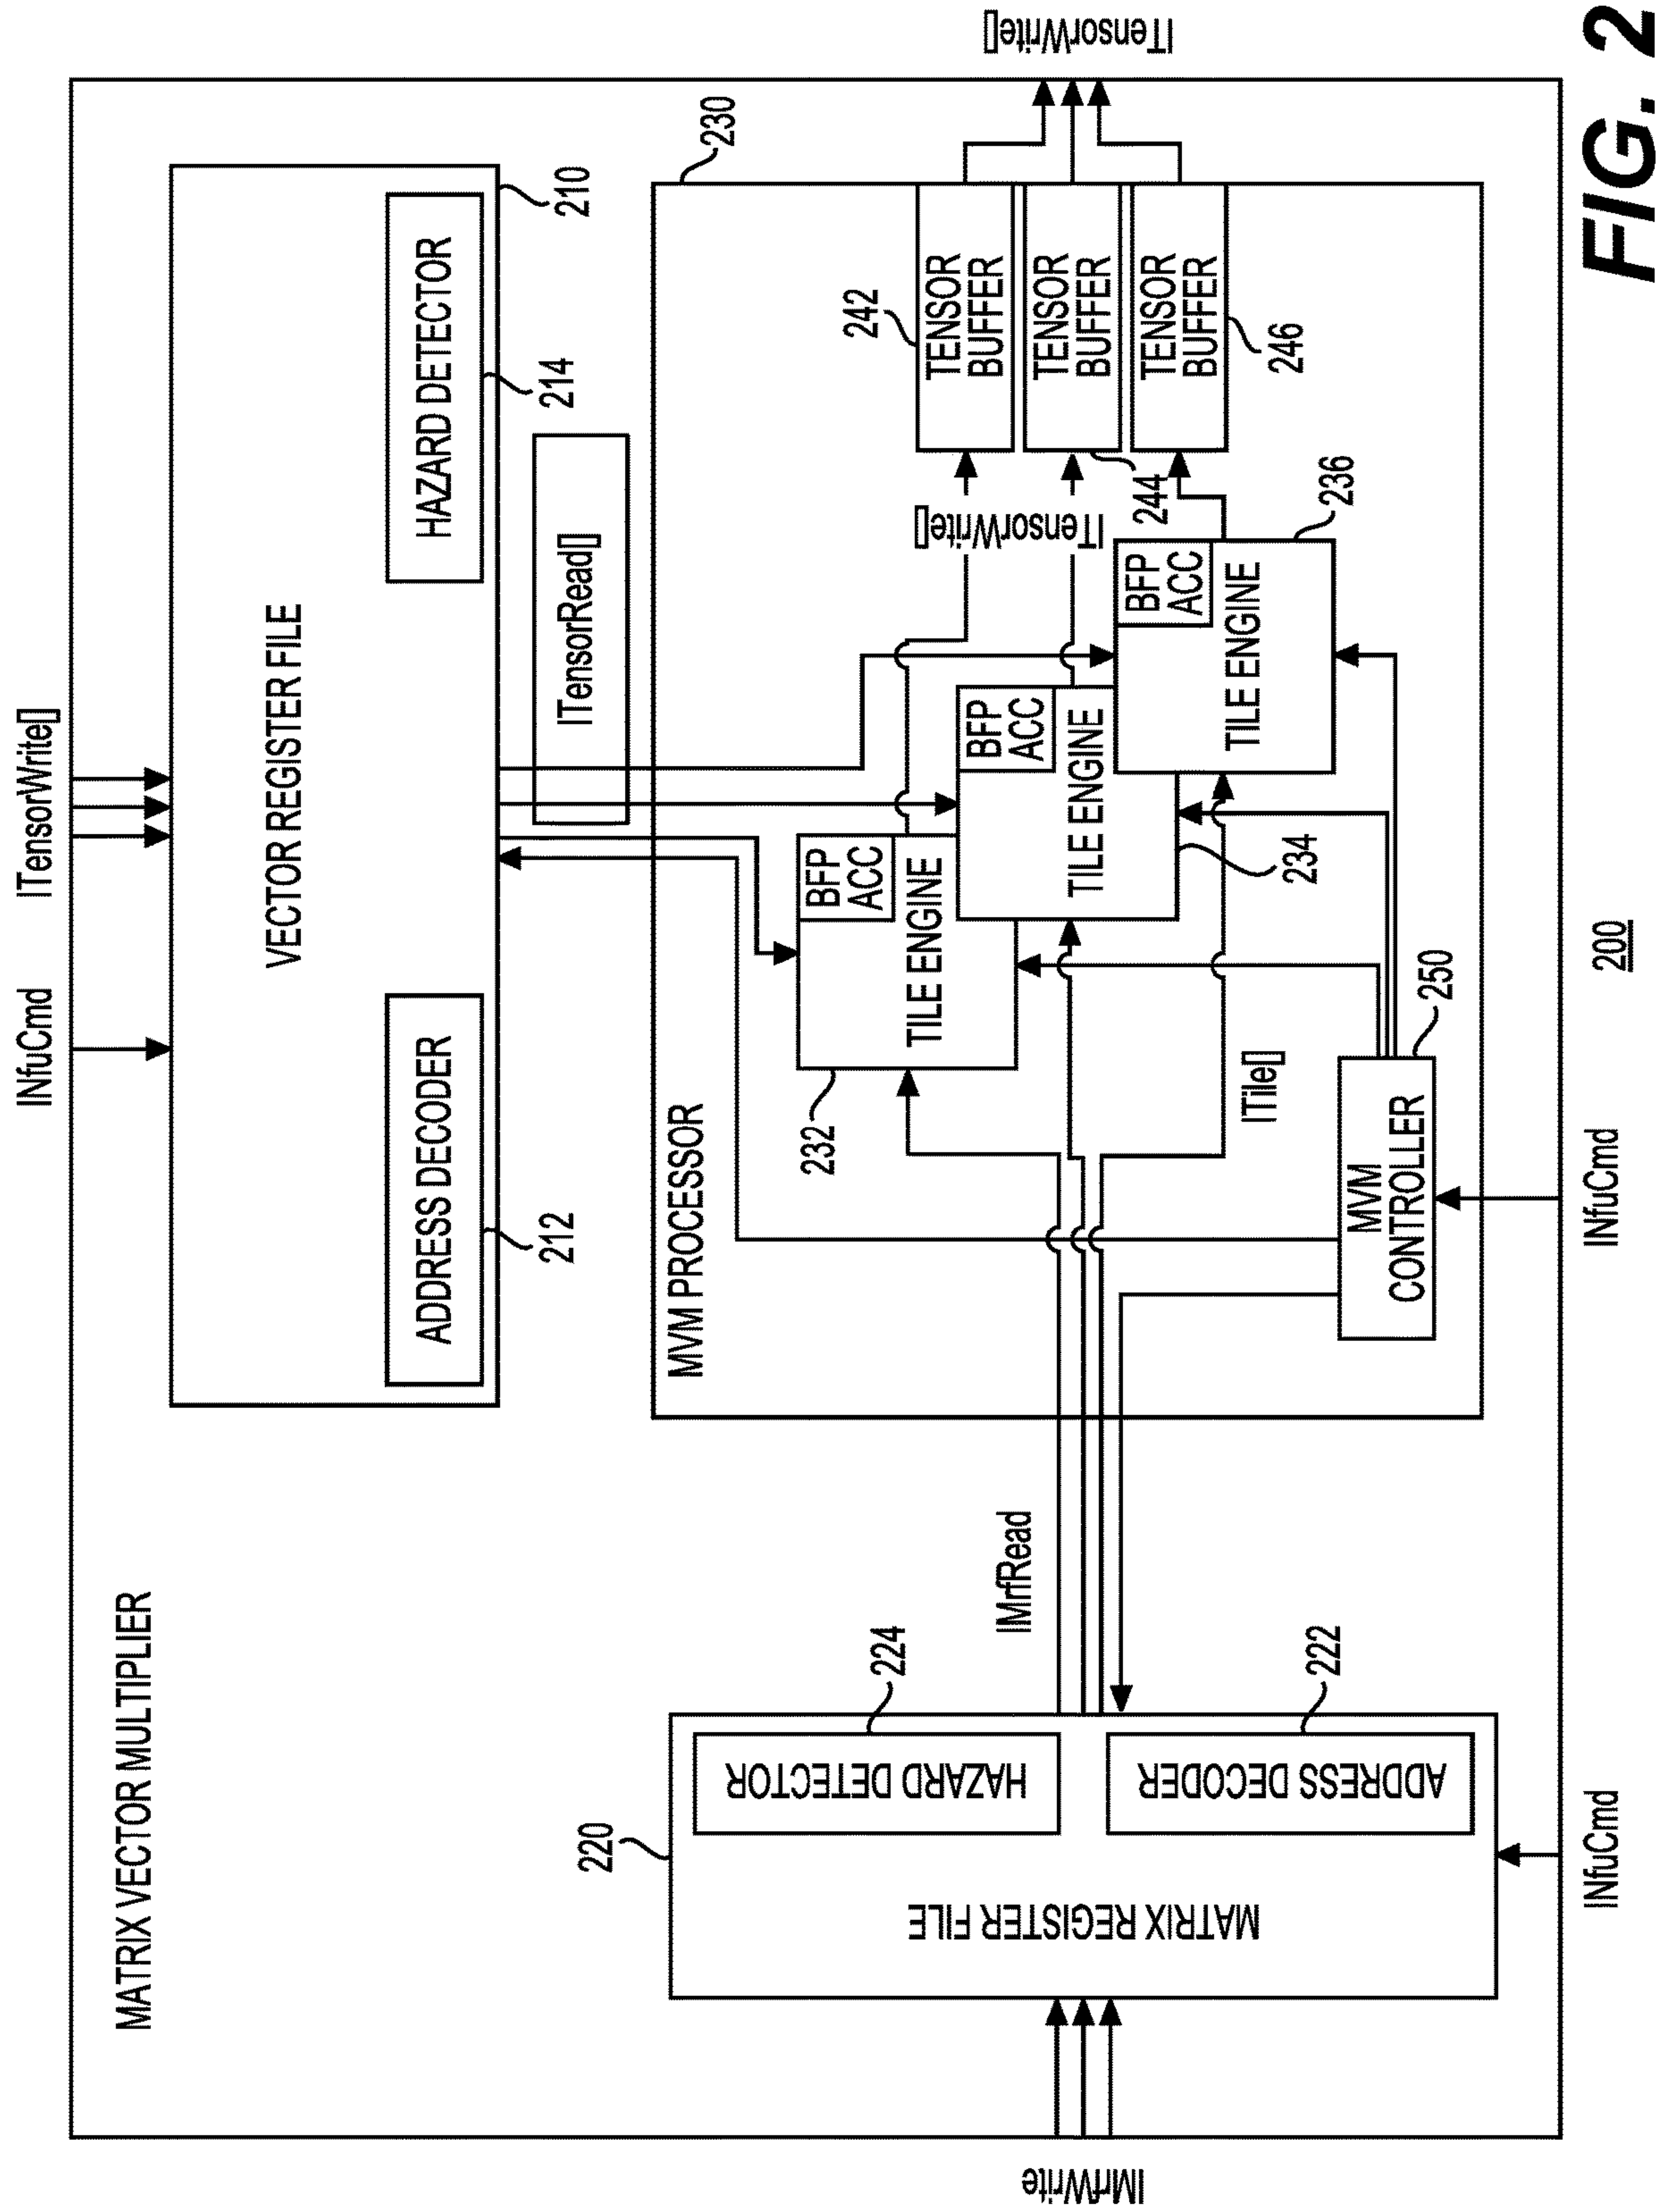 MATRIX VECTOR MULTIPLIER
INfuCmd
ITensorWrite[]
VECTOR REGISTER FILE
ADDRESS DECODER
212
HAZARD DETECTOR
214
210
ITensorRead[]
IMrfWrite
220
MATRIX REGISTER FILE
HAZARD DETECTOR
224
ADDRESS DECODER
222
INfuCmd
IMrfRead
MVM PROCESSOR
230
232
BFP
ACC
TILE ENGINE
BFP
ACC
TILE ENGINE
234
BFP
ACC
TILE ENGINE
236
ITile[]
MVM
CONTROLLER
250
INfuCmd
ITensorWrite[]
242
TENSOR
BUFFER
244
TENSOR
BUFFER
TENSOR
BUFFER
246
ITensorWrite[]
200
FIG. 2